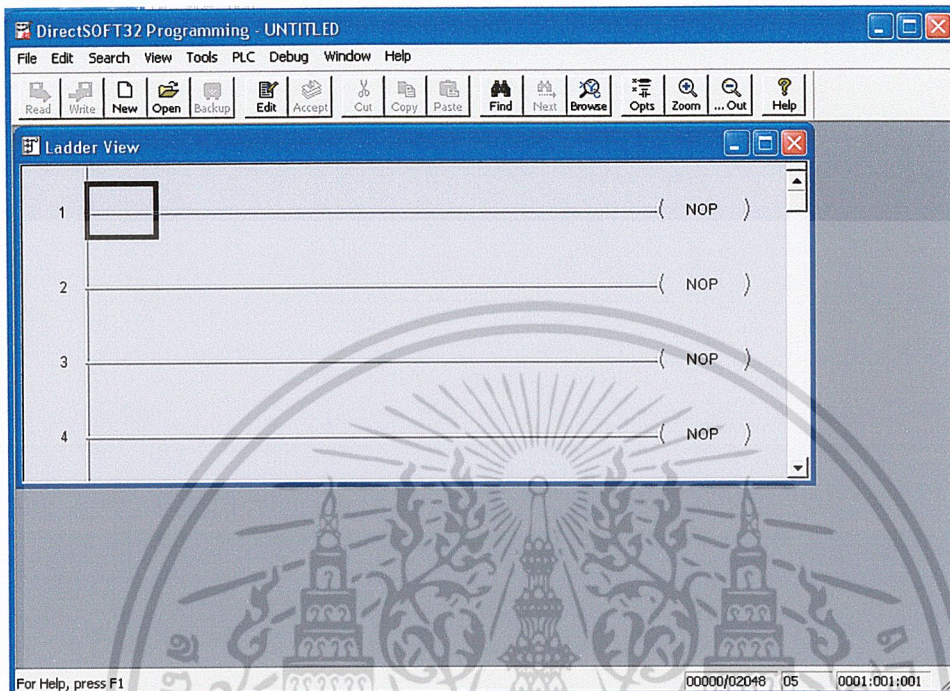 DirectSOFT32 Programming - UNTITLED
File Edit Search View Tools PLC Debug Window Help
Read Write New Open Backup Edit Accept Cut Copy Paste Find Next Browse Opts Zoom ... Out Help
Ladder View
1 ( NOP )
2 ( NOP )
3 ( NOP )
4 ( NOP )
For Help, press F1 00000/02048 05 0001:001:001